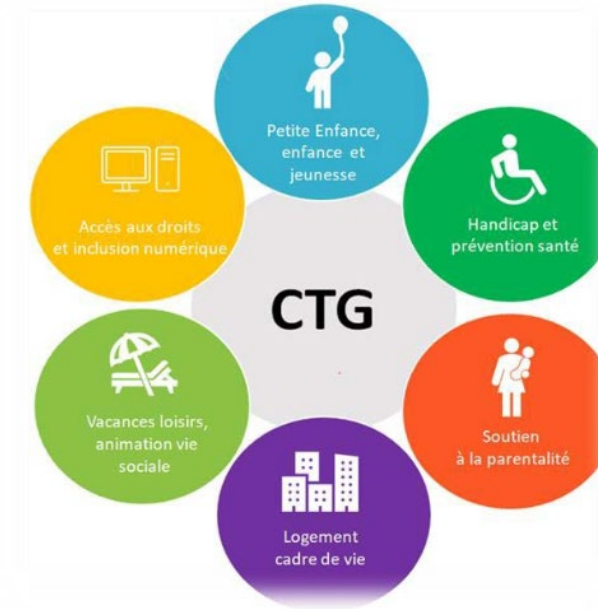 Petite Enfance,
enfance et
jeunesse
Handicap et
prévention santé
Soutien
à la parentalité
Logement
cadre de vie
Vacances loisirs,
animation vie
sociale
Accès aux droits
et inclusion numérique
CTG